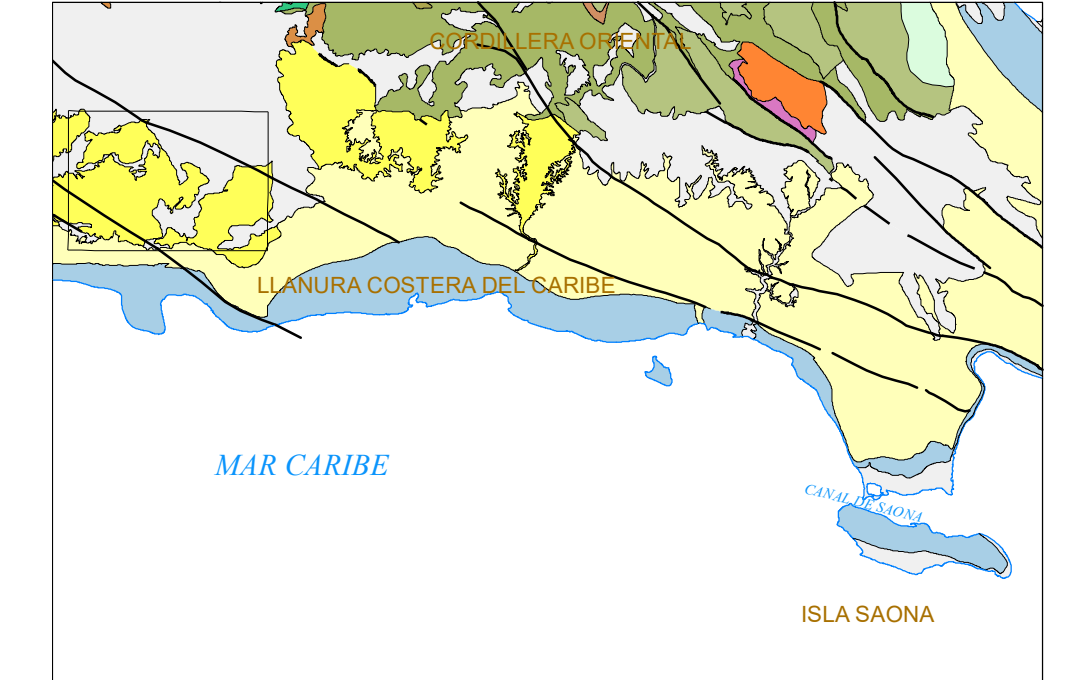 CORDILLERA ORIENTAL
LLANURA COSTERA DEL CARIBE
MAR CARIBE
CANAL DE SAONA
ISLA SAONA